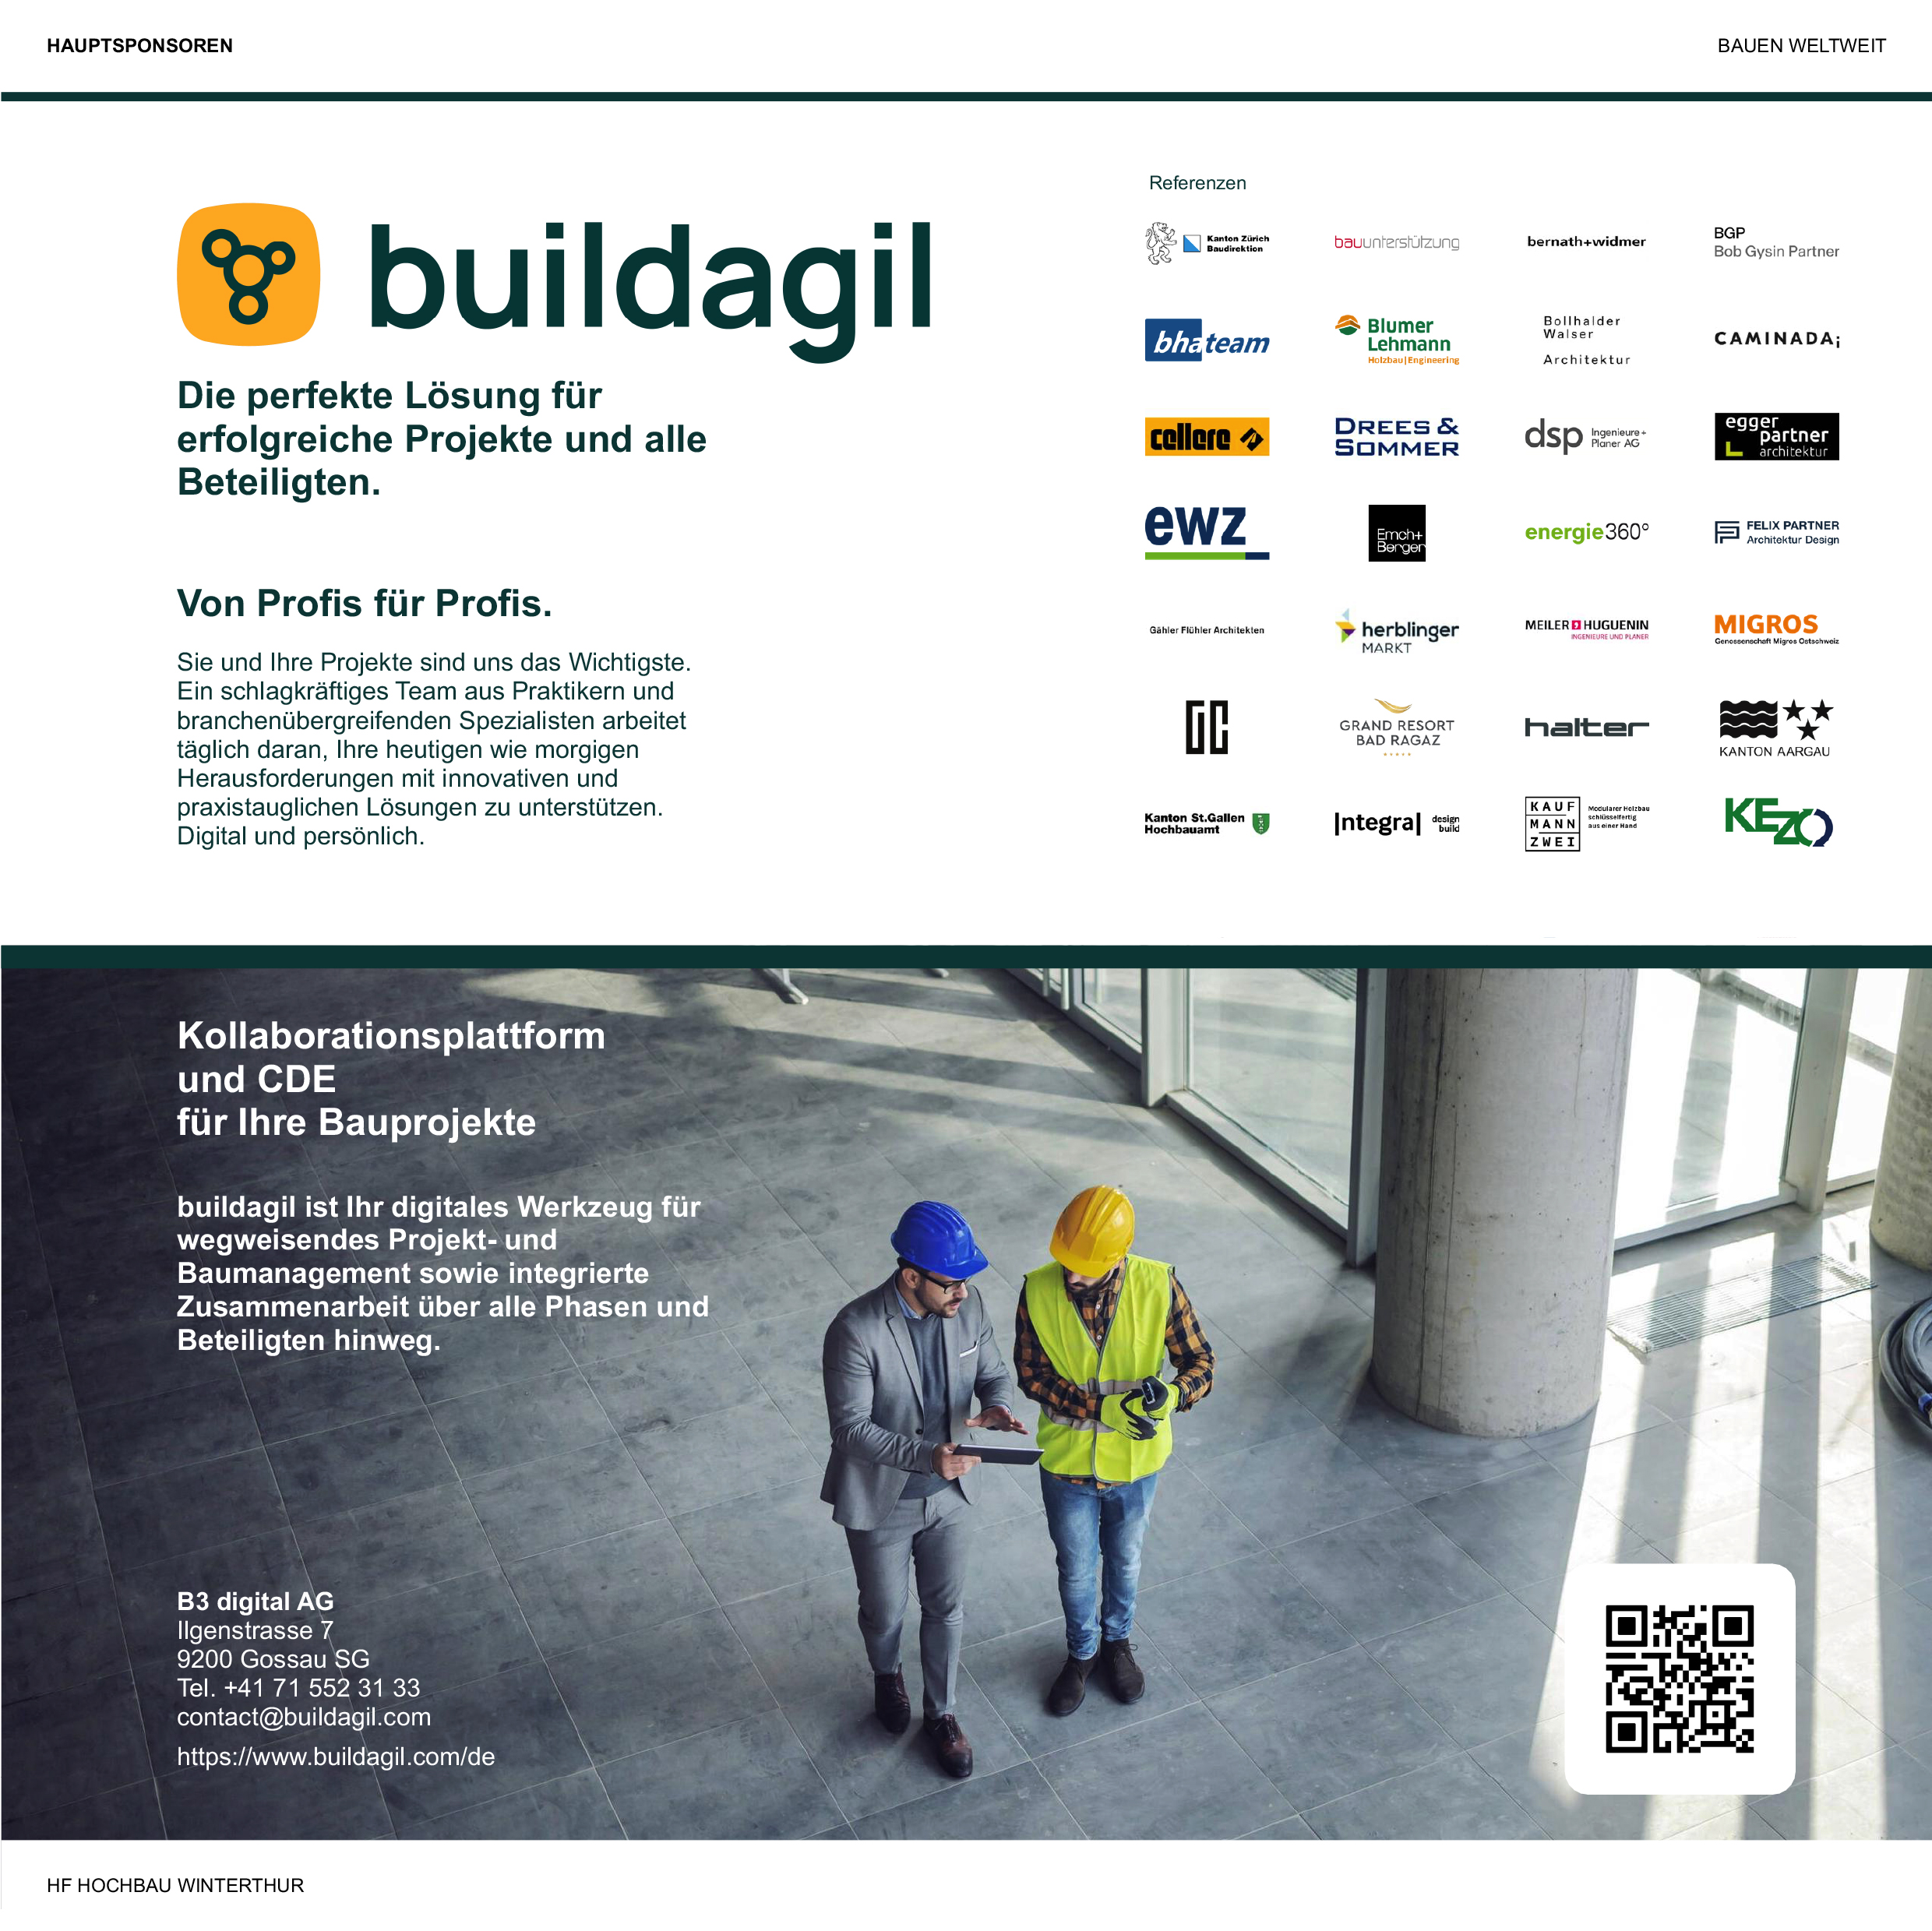 HAUPTSPONSOREN
BAUEN WELTWEIT
buildagil
Die perfekte Lösung für
erfolgreiche Projekte und alle
Beteiligten.
Von Profis für Profis.
Sie und Ihre Projekte sind uns das Wichtigste.
Ein schlagkräftiges Team aus Praktikern und
branchenübergreifenden Spezialisten arbeitet
täglich daran, Ihre heutigen wie morgigen
Herausforderungen mit innovativen und
praxistauglichen Lösungen zu unterstützen.
Digital und persönlich.
Referenzen
Kanton Zürich
Baudirektion
bauunterstützung
bernath+widmer
BGP
Bob Gysin Partner
bhateam
Blumer
Lehmann
Holzbau|Engineering
Bollhalder
Walser
Architektur
CAMINADA¡
cellere
DREES &
SOMMER
dsp Ingenieure+
Planer AG
egger
partner
architektur
ewz
Emch+
Berger
energie360°
FELIX PARTNER
Architektur Design
Gähler Flühler Architekten
herblinger
MARKT
MEILER HUGUENIN
INGENIEURE UND PLANER
MIGROS
Genossenschaft Migros Ostschweiz
GC
GRAND RESORT
BAD RAGAZ
halter
KANTON AARGAU
Kanton St.Gallen
Hochbauamt
|ntegra| design
build
KAUF
MANN
ZWEI
Modularer Holzbau
schlüsselfertig
aus einer Hand
KEZO
Kollaborationsplattform
und CDE
für Ihre Bauprojekte
buildagil ist Ihr digitales Werkzeug für
wegweisendes Projekt- und
Baumanagement sowie integrierte
Zusammenarbeit über alle Phasen und
Beteiligten hinweg.
B3 digital AG
Ilgenstrasse 7
9200 Gossau SG
Tel. +41 71 552 31 33
contact@buildagil.com
https://www.buildagil.com/de
HF HOCHBAU WINTERTHUR